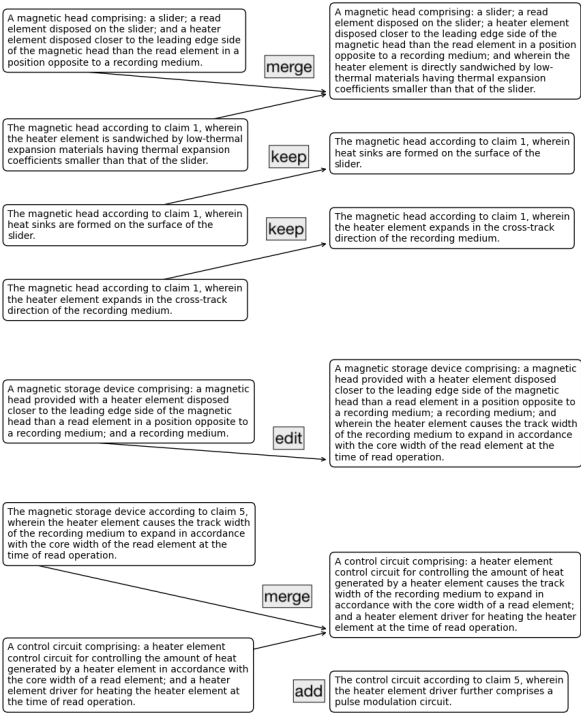 A magnetic head comprising: a slider; a read
element disposed on the slider; and a heater
element disposed closer to the leading edge side
of the magnetic head than the read element in a
position opposite to a recording medium.
merge
A magnetic head comprising: a slider; a read
element disposed on the slider; a heater element
disposed closer to the leading edge side of the
magnetic head than the read element in a position
opposite to a recording medium; and wherein the
heater element is directly sandwiched by low-
thermal materials having thermal expansion
coefficients smaller than that of the slider.
The magnetic head according to claim 1, wherein
the heater element is sandwiched by low-thermal
expansion materials having thermal expansion
coefficients smaller than that of the slider.
keep
The magnetic head according to claim 1, wherein
heat sinks are formed on the surface of the
slider.
The magnetic head according to claim 1, wherein
heat sinks are formed on the surface of the
slider.
keep
The magnetic head according to claim 1, wherein
the heater element expands in the cross-track
direction of the recording medium.
The magnetic head according to claim 1, wherein
the heater element expands in the cross-track
direction of the recording medium.
A magnetic storage device comprising: a magnetic
head provided with a heater element disposed
closer to the leading edge side of the magnetic
head than a read element in a position opposite to
a recording medium; and a recording medium.
edit
A magnetic storage device comprising: a magnetic
head provided with a heater element disposed
closer to the leading edge side of the magnetic
head than a read element in a position opposite to
a recording medium; a recording medium; and
wherein the heater element causes the track width
of the recording medium to expand in accordance
with the core width of the read element at the
time of read operation.
The magnetic storage device according to claim 5,
wherein the heater element causes the track width
of the recording medium to expand in accordance
with the core width of the read element at the
time of read operation.
merge
A control circuit comprising: a heater element
control circuit for controlling the amount of heat
generated by a heater element causes the track
width of the recording medium to expand in
accordance with the core width of a read element;
and a heater element driver for heating the heater
element at the time of read operation.
A control circuit comprising: a heater element
control circuit for controlling the amount of heat
generated by a heater element in accordance with
the core width of a read element; and a heater
element driver for heating the heater element at
the time of read operation.
add
The control circuit according to claim 5, wherein
the heater element driver further comprises a
pulse modulation circuit.